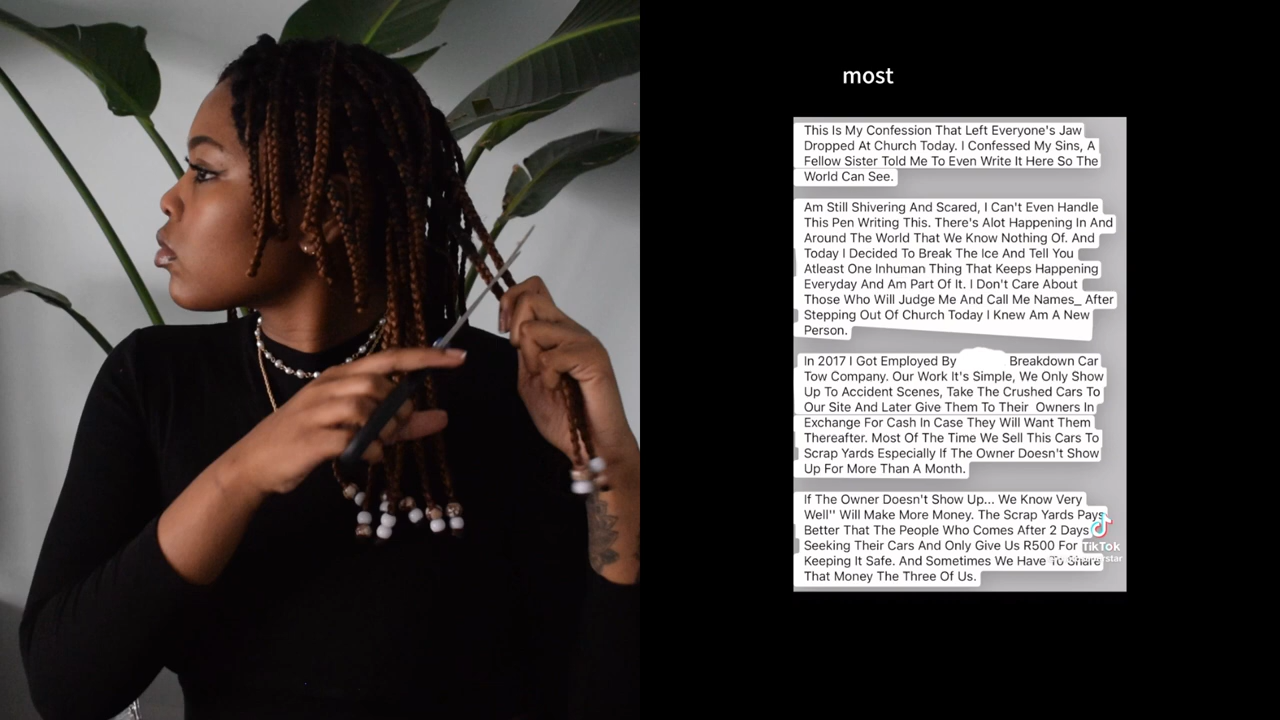 most
This Is My Confession That Left Everyone's Jaw
Dropped At Church Today. I Confessed My Sins, A
Fellow Sister Told Me To Even Write It Here So The
World Can See.
Am Still Shivering And Scared, I Can't Even Handle
This Pen Writing This. There's Alot Happening In And
Around The World That We Know Nothing Of. And
Today I Decided To Break The Ice And Tell You
Atleast One Inhuman Thing That Keeps Happening
Everyday And Am Part Of It. I Don't Care About
Those Who Will Judge Me And Call Me Names_ After
Stepping Out Of Church Today I Knew Am A New
Person.
In 2017 I Got Employed By Breakdown Car
Tow Company. Our Work It's Simple, We Only Show
Up To Accident Scenes, Take The Crushed Cars To
Our Site And Later Give Them To Their Owners In
Exchange For Cash In Case They Will Want Them
Thereafter. Most Of The Time We Sell This Cars To
Scrap Yards Especially If The Owner Doesn't Show
Up For More Than A Month.
If The Owner Doesn't Show Up... We Know Very
Well'' Will Make More Money. The Scrap Yards Pays
Better That The People Who Comes After 2 Days
Seeking Their Cars And Only Give Us R500 For
Keeping It Safe. And Sometimes We Have To Share
That Money The Three Of Us.
TikTok